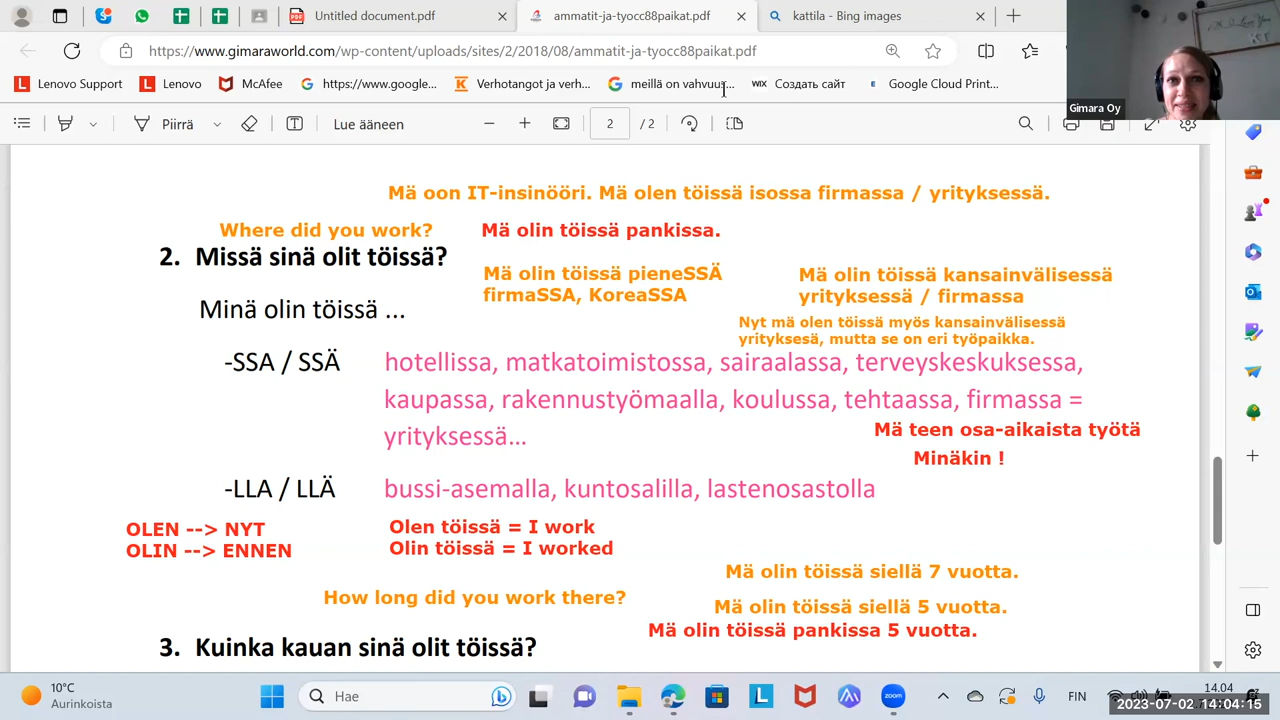 Untitled document.pdf
ammatit-ja-tyocc88paikat.pdf
kattila - Bing images
https://www.gimaraworld.com/wp-content/uploads/sites/2/2018/08/ammatit-ja-tyocc88paikat.pdf
Lenovo Support
Lenovo
McAfee
https://www.google...
Verhotangot ja verh...
meillä on vahvuus...
WIX Создать сайт
Google Cloud Print...
Gimara Oy
Piirrä
Lue ääneen
2 / 2
Mä oon IT-insinööri. Mä olen töissä isossa firmassa / yrityksessä.
Where did you work?
Mä olin töissä pankissa.
2. Missä sinä olit töissä?
Mä olin töissä pieneSSÄ
firmaSSA, KoreaSSA
Mä olin töissä kansainvälisessä
yrityksessä / firmassa
Minä olin töissä ...
Nyt mä olen töissä myös kansainvälisessä
yrityksesä, mutta se on eri työpaikka.
-SSA / SSÄ
hotellissa, matkatoimistossa, sairaalassa, terveyskeskuksessa,
kaupassa, rakennustyömaalla, koulussa, tehtaassa, firmassa =
yrityksessä...
Mä teen osa-aikaista työtä
Minäkin !
-LLA / LLÄ
bussi-asemalla, kuntosalilla, lastenosastolla
OLEN --> NYT
OLIN --> ENNEN
Olen töissä = I work
Olin töissä = I worked
Mä olin töissä siellä 7 vuotta.
How long did you work there?
Mä olin töissä siellä 5 vuotta.
Mä olin töissä pankissa 5 vuotta.
3. Kuinka kauan sinä olit töissä?
10°C
Aurinkoista
Hae
zoom
FIN
14.04
2023-07-02 14:04:15